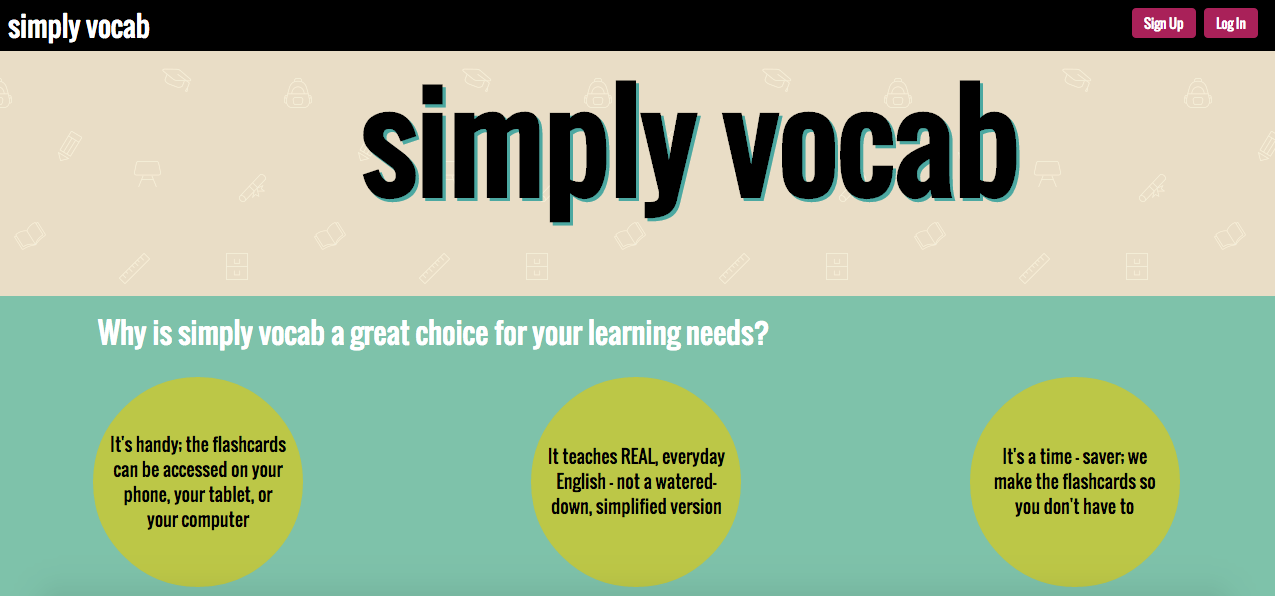 simply vocab
Sign Up
Log In
simply vocab
Why is simply vocab a great choice for your learning needs?
It's handy; the flashcards
can be accessed on your
phone, your tablet, or
your computer
It teaches REAL, everyday
English - not a watered-
down, simplified version
It's a time - saver; we
make the flashcards so
you don't have to